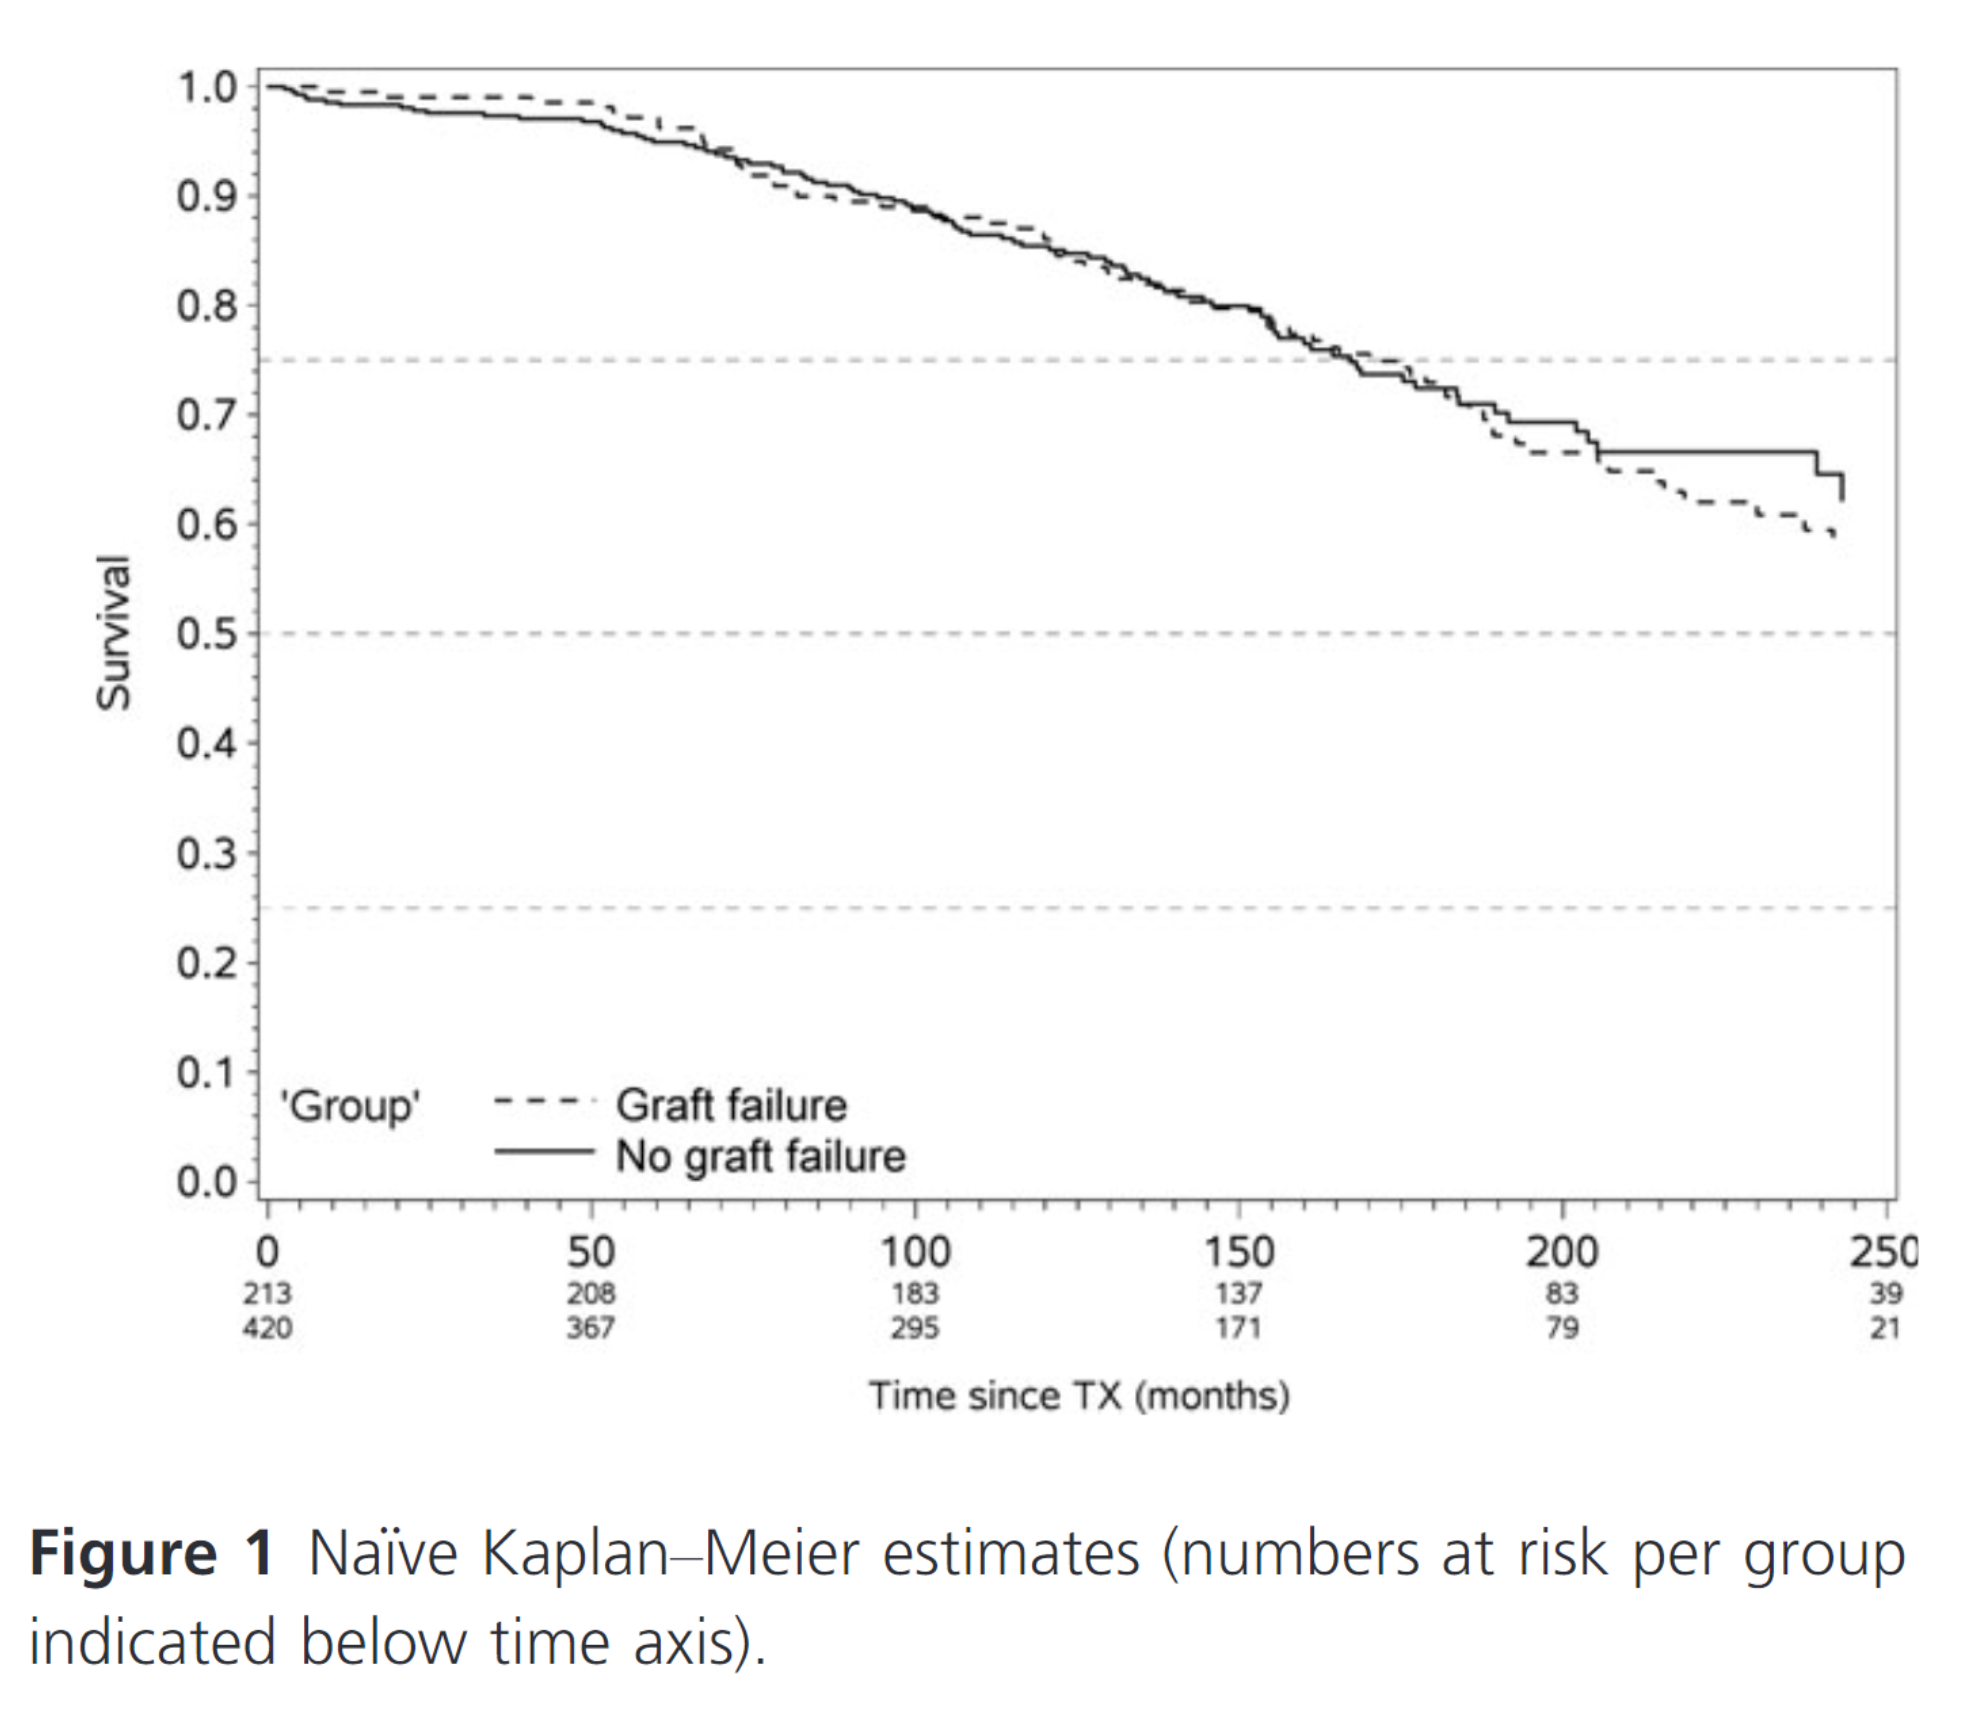 1.0
0.9
0.8
0.7
0.6
0.5
0.4
0.3
0.2
0.1
0.0
Survival
'Group' Graft failure
No graft failure
0 50 100 150 200 250
213 208 183 137 83 39
420 367 295 171 79 21
Time since TX (months)
Figure 1 Naïve Kaplan–Meier estimates (numbers at risk per group
indicated below time axis).